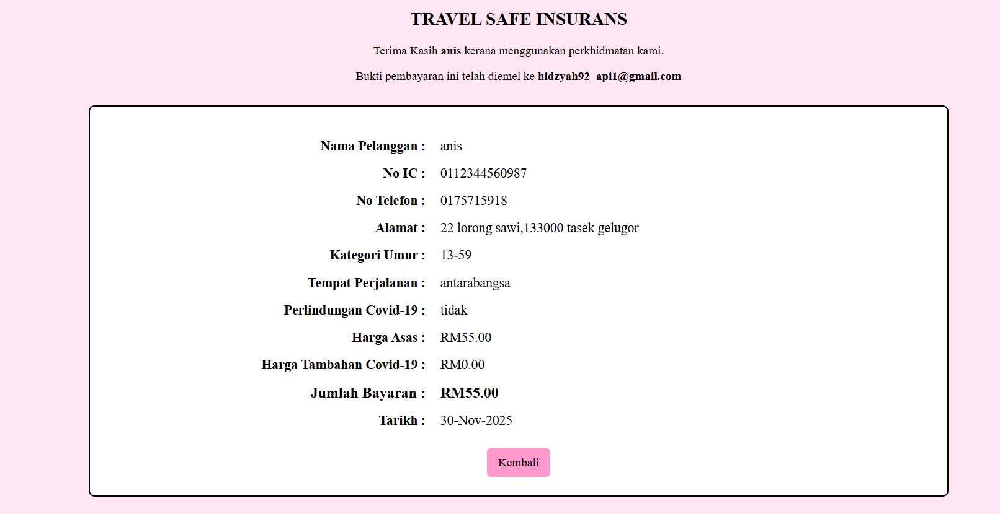 TRAVEL SAFE INSURANS
Terima Kasih anis kerana menggunakan perkhidmatan kami.
Bukti pembayaran ini telah diemel ke hidzyah92_api1@gmail.com
Nama Pelanggan : anis
No IC : 0112344560987
No Telefon : 0175715918
Alamat : 22 lorong sawi,133000 tasek gelugor
Kategori Umur : 13-59
Tempat Perjalanan : antarabangsa
Perlindungan Covid-19 : tidak
Harga Asas : RM55.00
Harga Tambahan Covid-19 : RM0.00
Jumlah Bayaran : RM55.00
Tarikh : 30-Nov-2025
Kembali